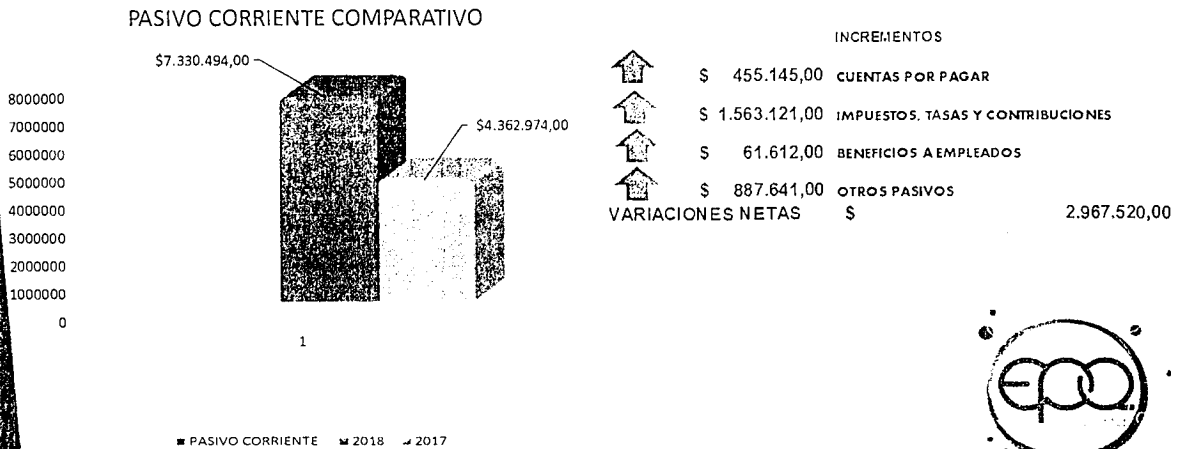 PASIVO CORRIENTE COMPARATIVO
$7.330.494,00
$4.362.974,00
8000000
7000000
6000000
5000000
4000000
3000000
2000000
1000000
0
1
PASIVO CORRIENTE 2018 2017
INCREMENTOS
$ 455.145,00 CUENTAS POR PAGAR
$ 1.563.121,00 IMPUESTOS, TASAS Y CONTRIBUCIONES
$ 61.612,00 BENEFICIOS A EMPLEADOS
$ 887.641,00 OTROS PASIVOS
VARIACIONES NETAS $ 2.967.520,00